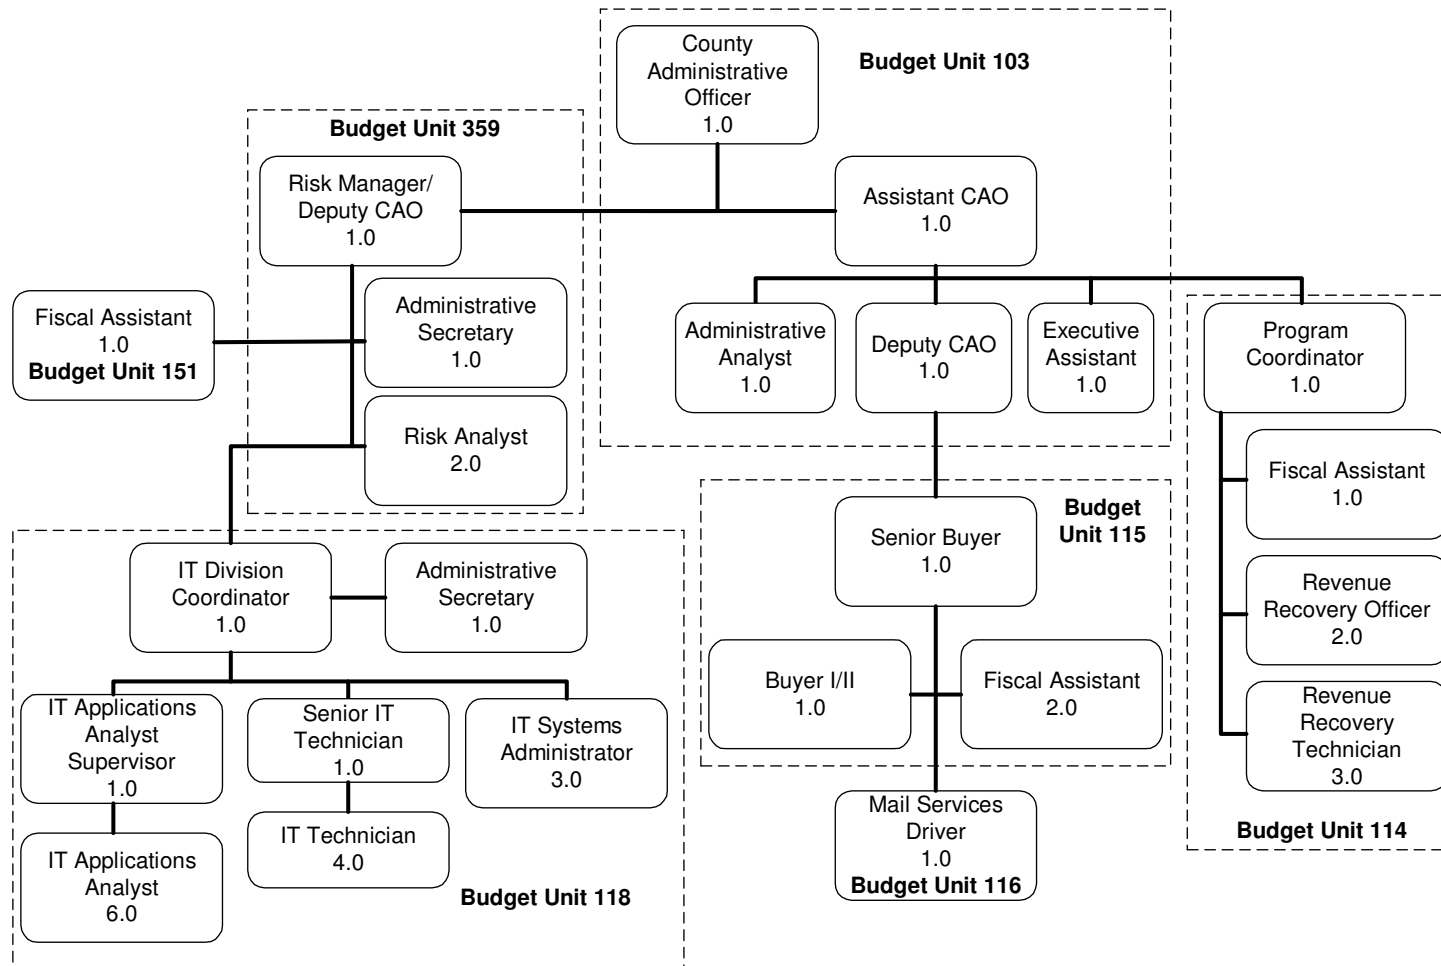 County
Administrative
Officer
1.0
Budget Unit 103
Budget Unit 359
Risk Manager/
Deputy CAO
1.0
Assistant CAO
1.0
Fiscal Assistant
1.0
Budget Unit 151
Administrative
Secretary
1.0
Administrative
Analyst
1.0
Deputy CAO
1.0
Executive
Assistant
1.0
Program
Coordinator
1.0
Risk Analyst
2.0
Fiscal Assistant
1.0
Budget
Unit 115
Senior Buyer
1.0
IT Division
Coordinator
1.0
Administrative
Secretary
1.0
Revenue
Recovery Officer
2.0
Buyer I/II
1.0
Fiscal Assistant
2.0
Revenue
Recovery
Technician
3.0
IT Applications
Analyst
Supervisor
1.0
Senior IT
Technician
1.0
IT Systems
Administrator
3.0
Mail Services
Driver
1.0
Budget Unit 116
Budget Unit 114
IT Technician
4.0
IT Applications
Analyst
6.0
Budget Unit 118